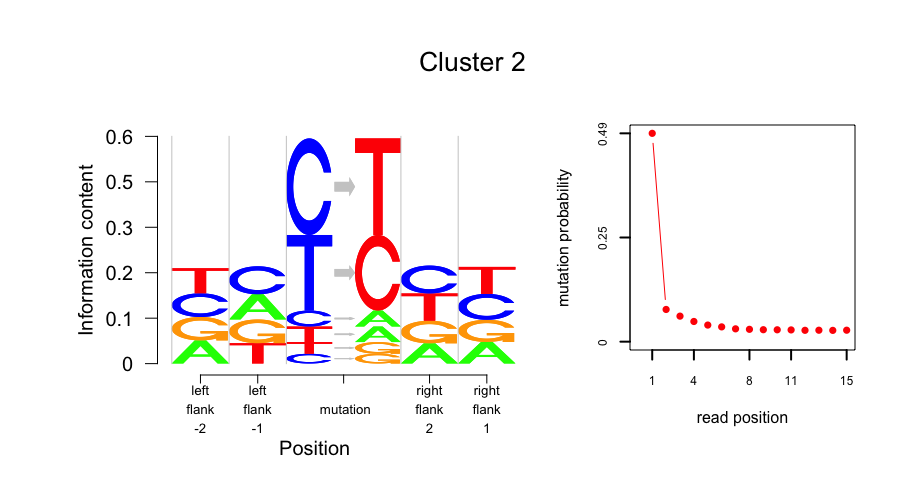 Cluster 2
Information content
0.6
0.5
0.3
0.2
0.1
0
T C G A
C A G T
C T C T T C
T C A A G G
C T G A
T C G A
left flank -2
left flank -1
mutation
right flank 2
right flank 1
Position
mutation probability
0.49
0.25
0
1 4 8 11 15
read position